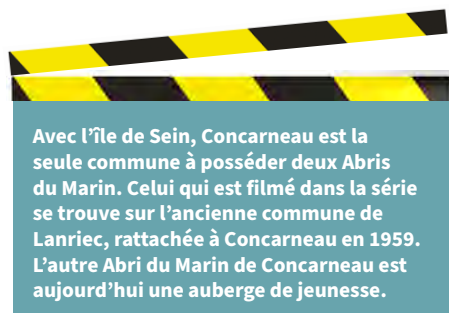 Avec l’île de Sein, Concarneau est la
seule commune à posséder deux Abris
du Marin. Celui qui est filmé dans la série
se trouve sur l’ancienne commune de
Lanriec, rattachée à Concarneau en 1959.
L’autre Abri du Marin de Concarneau est
aujourd’hui une auberge de jeunesse.